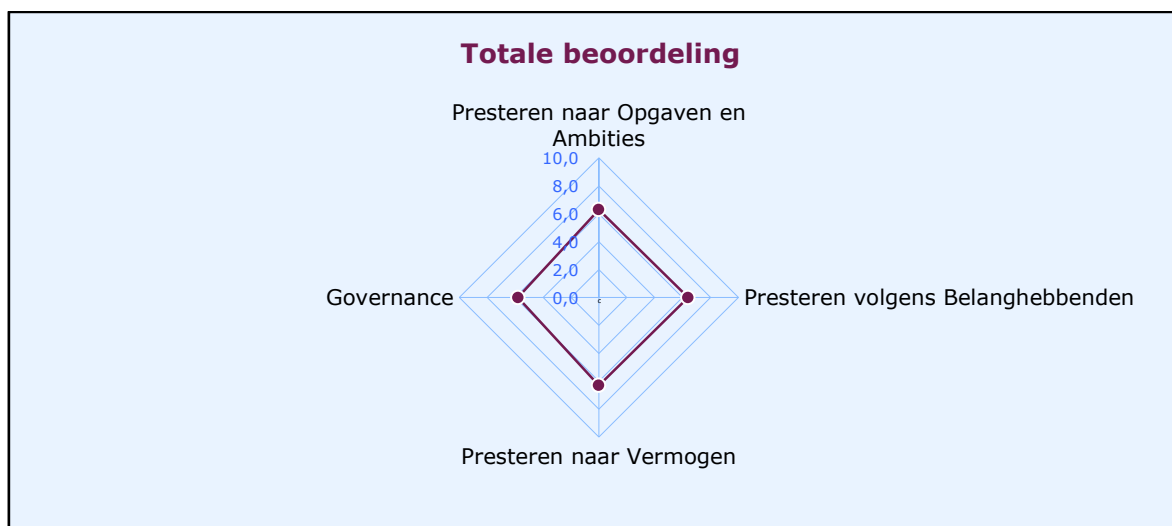 Totale beoordeling
Presteren naar Opgaven en
Ambities
10,0
8,0
6,0
4,0
2,0
Governance
0,0
Presteren volgens Belanghebbenden
Presteren naar Vermogen